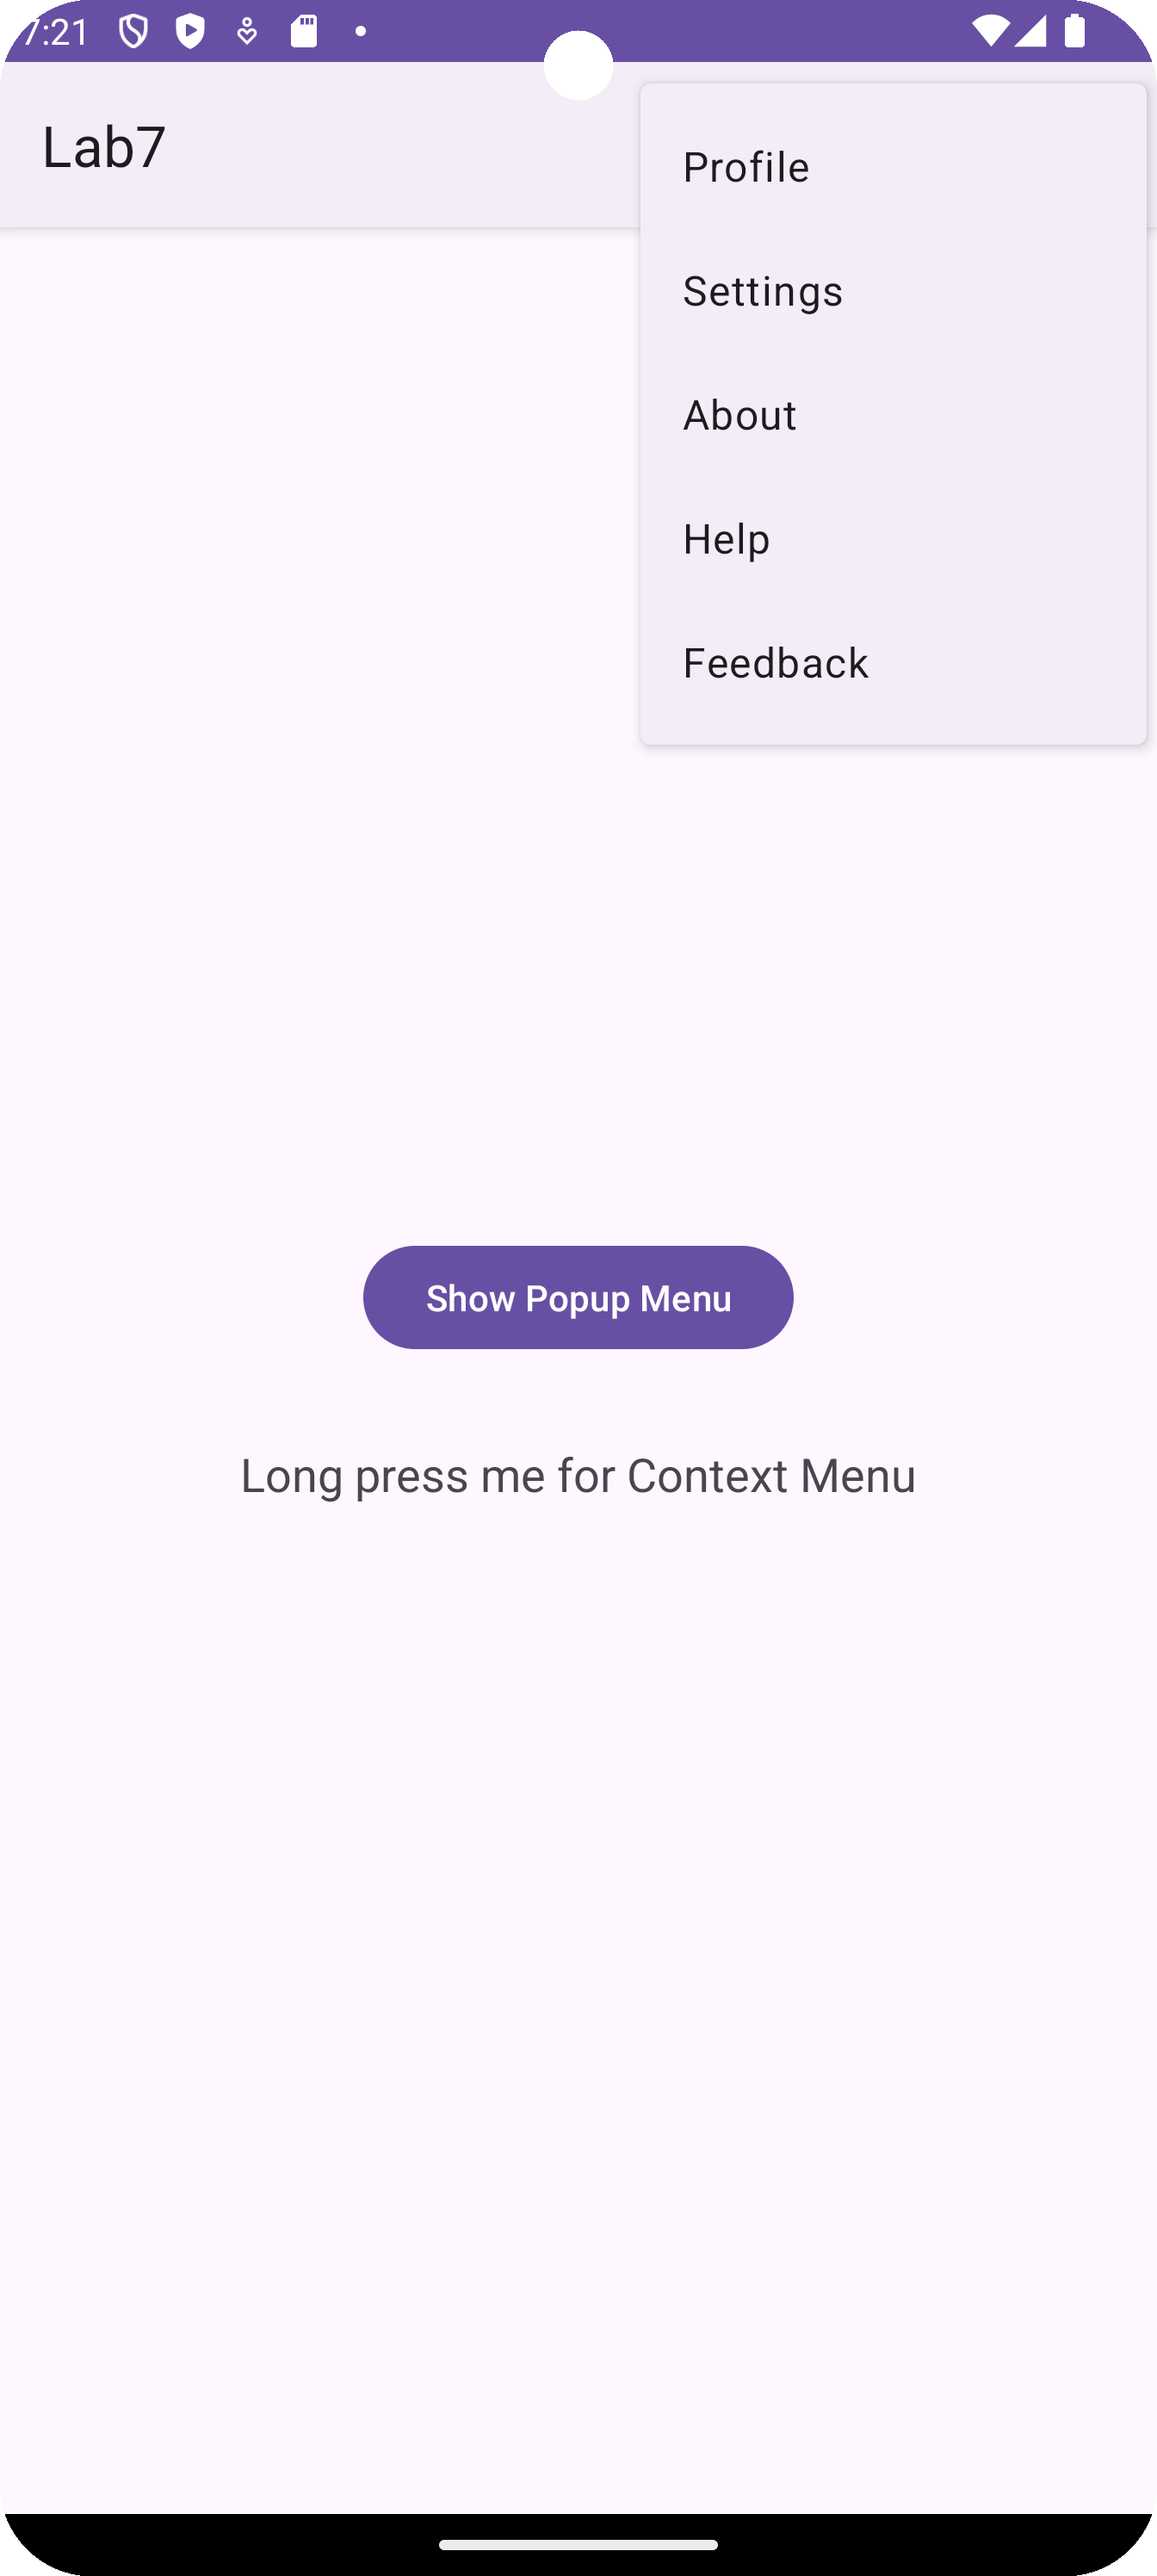 7:21
Lab7
Profile
Settings
About
Help
Feedback
Show Popup Menu
Long press me for Context Menu